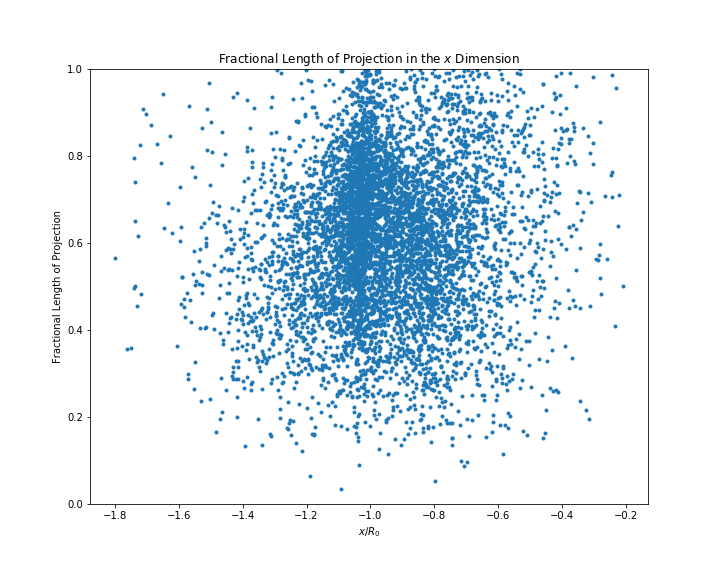 Fractional Length of Projection in the x Dimension
Fractional Length of Projection
1.0
0.8
0.6
0.4
0.2
0.0
−1.8 −1.6 −1.4 −1.2 −1.0 −0.8 −0.6 −0.4 −0.2
x/R₀